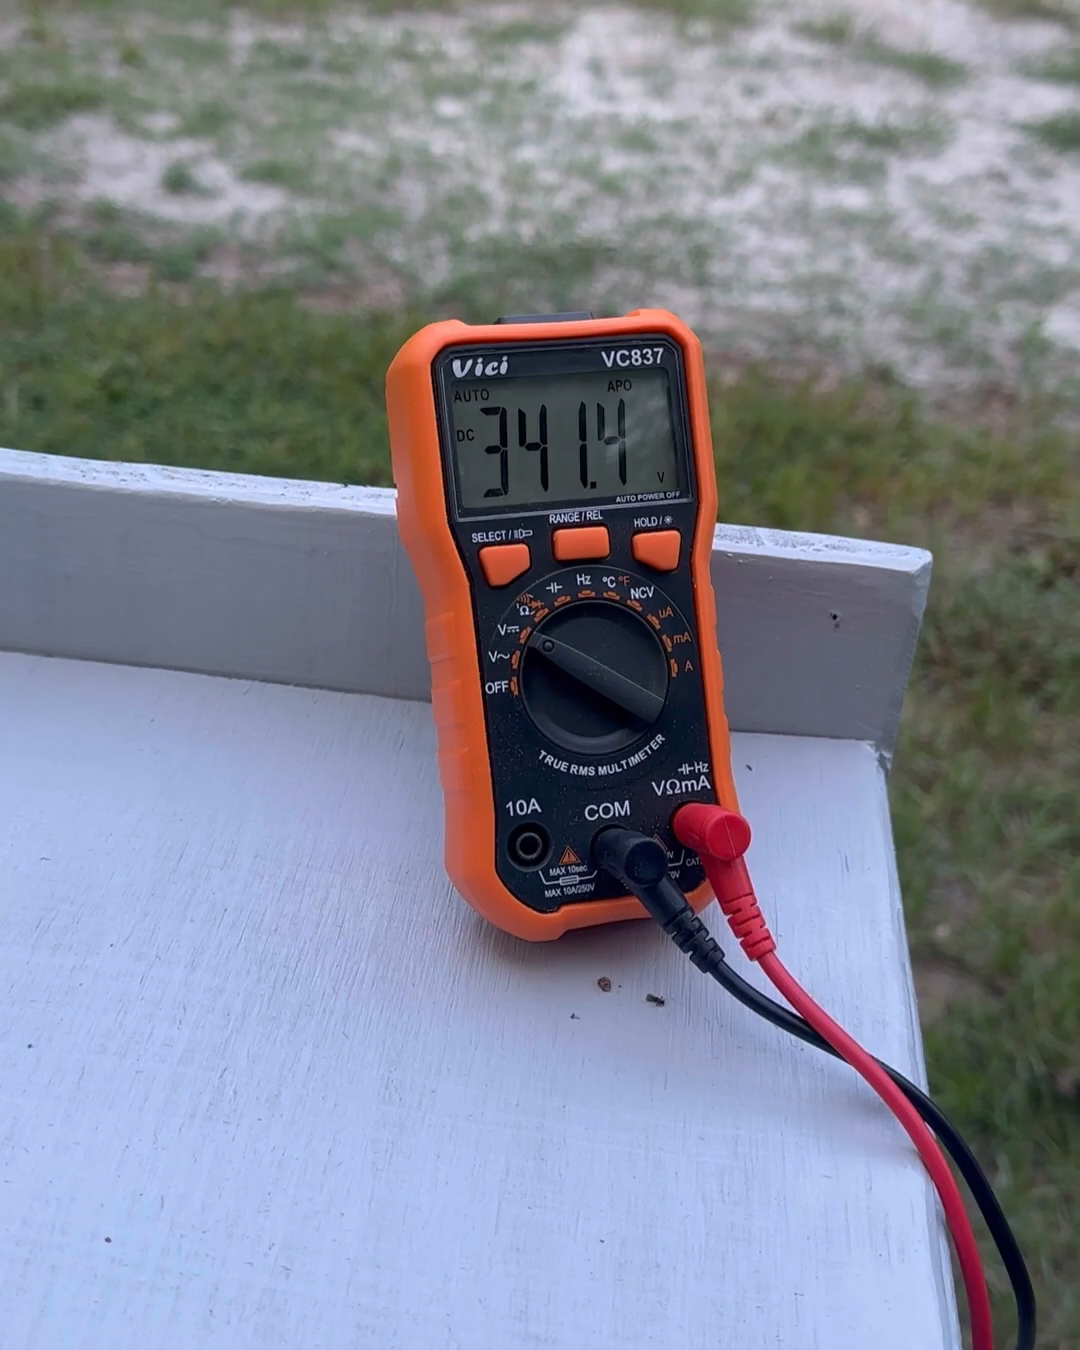 Vici VC837
AUTO APO
DC 341.4 V
AUTO POWER OFF
SELECT / RANGE / REL HOLD /
Hz °C °F
Ω NCV
V⎓ uA
V~ mA
OFF A
TRUE RMS MULTIMETER
Hz
10A COM VΩmA
MAX 10sec
MAX 10A/250V